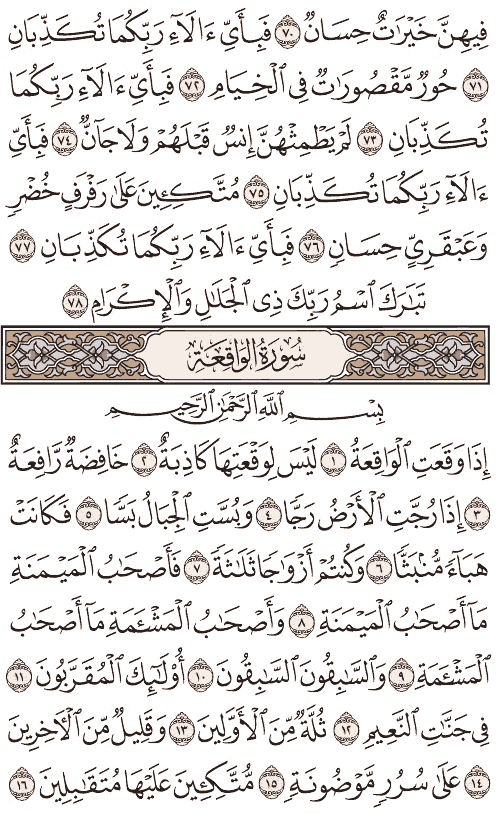 فِيهِنَّ خَيْرَٰتٌ حِسَانٌ ٧٠ فَبِأَىِّ ءَالَآءِ رَبِّكُمَا تُكَذِّبَانِ
٧١ حُورٌ مَّقْصُورَٰتٌ فِى ٱلْخِيَامِ ٧٢ فَبِأَىِّ ءَالَآءِ رَبِّكُمَا
تُكَذِّبَانِ ٧٣ لَمْ يَطْمِثْهُنَّ إِنسٌ قَبْلَهُمْ وَلَا جَآنٌّ ٧٤ فَبِأَىِّ
ءَالَآءِ رَبِّكُمَا تُكَذِّبَانِ ٧٥ مُتَّكِـِٔينَ عَلَىٰ رَفْرَفٍ خُضْرٍ
وَعَبْقَرِىٍّ حِسَانٍ ٧٦ فَبِأَىِّ ءَالَآءِ رَبِّكُمَا تُكَذِّبَانِ ٧٧
تَبَٰرَكَ ٱسْمُ رَبِّكَ ذِى ٱلْجَلَٰلِ وَٱلْإِكْرَامِ ٧٨
سُورَةُ الوَاقِعَةِ
بِسْمِ ٱللَّهِ ٱلرَّحْمَٰنِ ٱلرَّحِيمِ
إِذَا وَقَعَتِ ٱلْوَاقِعَةُ ١ لَيْسَ لِوَقْعَتِهَا كَاذِبَةٌ ٢ خَافِضَةٌ رَّافِعَةٌ
٣ إِذَا رُجَّتِ ٱلْأَرْضُ رَجًّا ٤ وَبُسَّتِ ٱلْجِبَالُ بَسًّا ٥ فَكَانَتْ
هَبَآءً مُّنۢبَثًّا ٦ وَكُنتُمْ أَزْوَٰجًا ثَلَٰثَةً ٧ فَأَصْحَٰبُ ٱلْمَيْمَنَةِ
مَآ أَصْحَٰبُ ٱلْمَيْمَنَةِ ٨ وَأَصْحَٰبُ ٱلْمَشْـَٔمَةِ مَآ أَصْحَٰبُ
ٱلْمَشْـَٔمَةِ ٩ وَٱلسَّٰبِقُونَ ٱلسَّٰبِقُونَ ١٠ أُو۟لَٰٓئِكَ ٱلْمُقَرَّبُونَ ١١
فِى جَنَّٰتِ ٱلنَّعِيمِ ١٢ ثُلَّةٌ مِّنَ ٱلْأَوَّلِينَ ١٣ وَقَلِيلٌ مِّنَ ٱلْـَٔاخِرِينَ
١٤ عَلَىٰ سُرُرٍ مَّوْضُونَةٍ ١٥ مُّتَّكِـِٔينَ عَلَيْهَا مُتَقَٰبِلِينَ ١٦